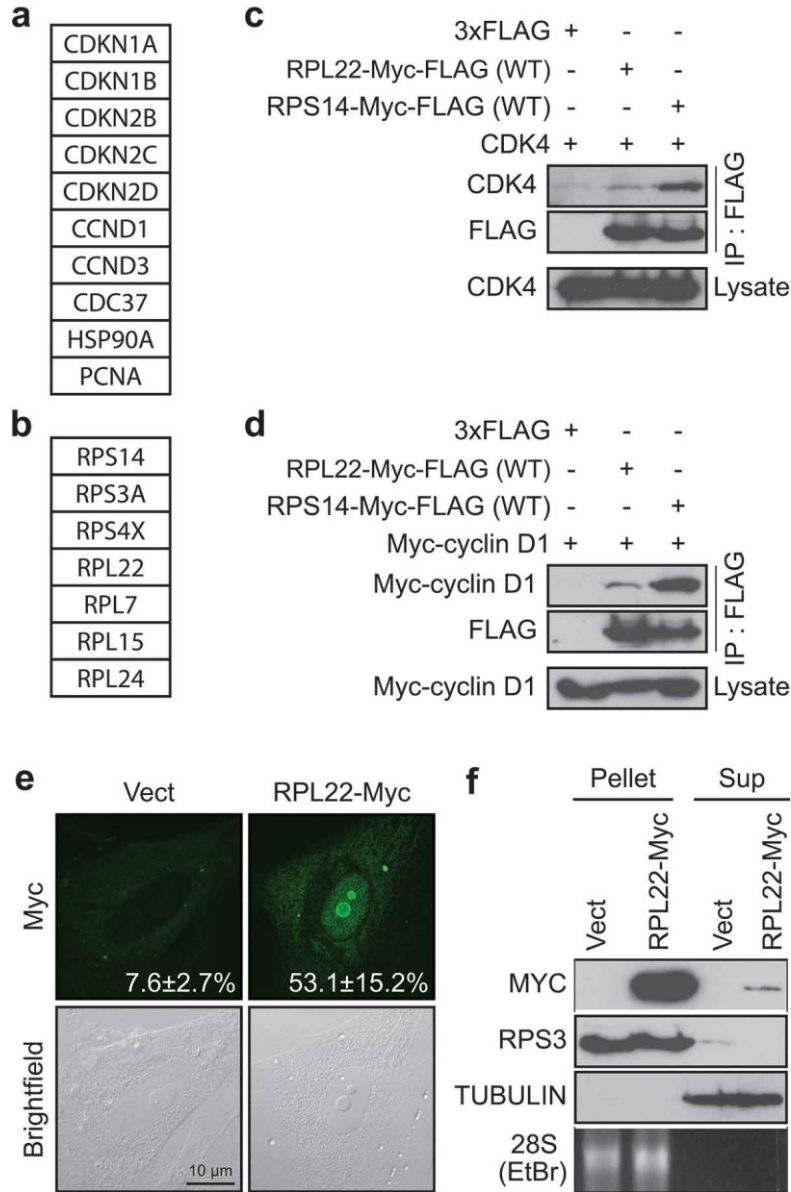 a
CDKN1A
CDKN1B
CDKN2B
CDKN2C
CDKN2D
CCND1
CCND3
CDC37
HSP90A
PCNA
b
RPS14
RPS3A
RPS4X
RPL22
RPL7
RPL15
RPL24
c
3xFLAG + - -
RPL22-Myc-FLAG (WT) - + -
RPS14-Myc-FLAG (WT) - - +
CDK4 + + +
CDK4
FLAG
IP : FLAG
CDK4 Lysate
d
3xFLAG + - -
RPL22-Myc-FLAG (WT) - + -
RPS14-Myc-FLAG (WT) - - +
Myc-cyclin D1 + + +
Myc-cyclin D1
FLAG
IP : FLAG
Myc-cyclin D1 Lysate
e
Vect RPL22-Myc
Myc
7.6±2.7% 53.1±15.2%
Brightfield
10 µm
f
Pellet Sup
Vect RPL22-Myc Vect RPL22-Myc
MYC
RPS3
TUBULIN
28S
(EtBr)